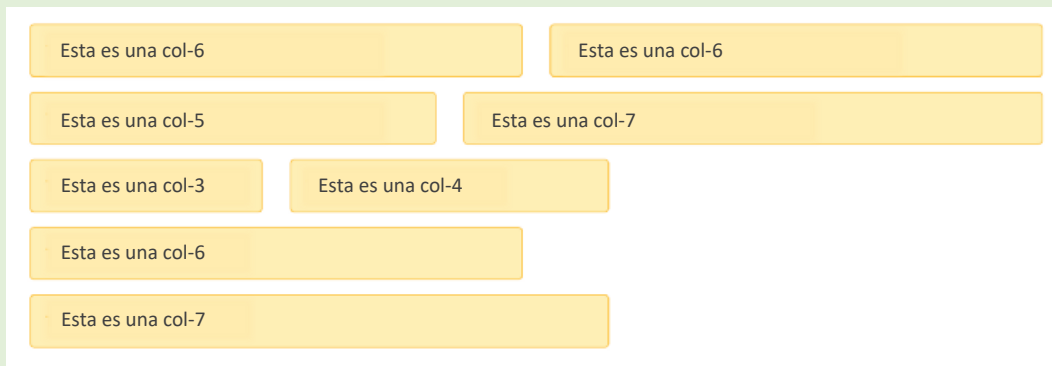 Esta es una col-6 Esta es una col-6
Esta es una col-5 Esta es una col-7
Esta es una col-3 Esta es una col-4
Esta es una col-6
Esta es una col-7